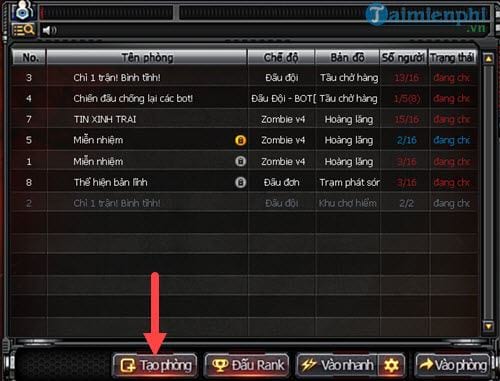 Taimienphi
.vn
No. Tên phòng Chế độ Bản đồ Số người Trạng thái
3 Chỉ 1 trận! Bình tĩnh! Đấu đội Tàu chở hàng 13/16 đang chơ
4 Chiến đấu chống lại các bot! Đấu Đội - BOT[ Tàu chở hàng 1/5(8) đang chơ
7 TIN XINH TRAI Zombie v4 Hoàng lăng 15/16 đang chơ
5 Miễn nhiệm Zombie v4 Hoàng lăng 2/16 đang chơ
1 Miễn nhiệm Zombie v4 Hoàng lăng 3/16 đang chơ
8 Thể hiện bản lĩnh Đấu đơn Trạm phát són 3/16 đang chơ
2 Chỉ 1 trận! Bình tĩnh! Đấu đội Khu chợ hiểm 2/2 đang chơ
Tạo phòng Đấu Rank Vào nhanh Vào phòng